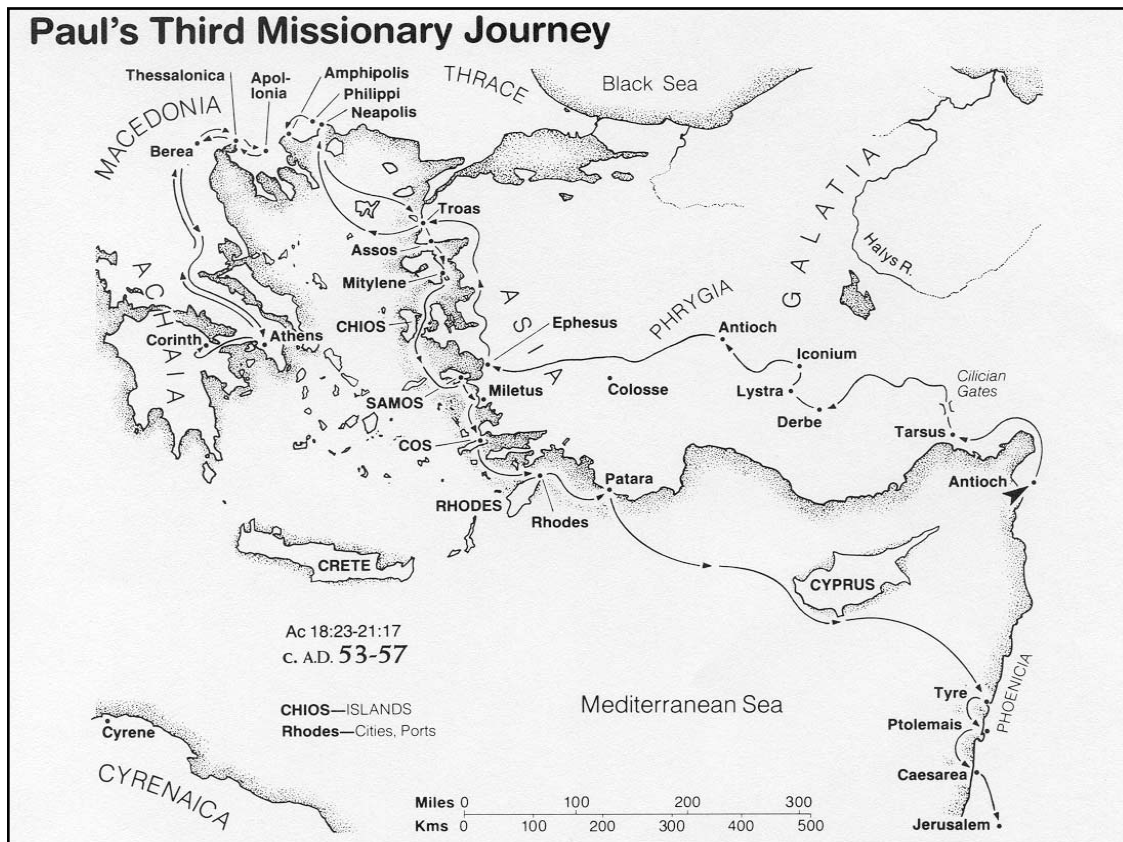 Paul's Third Missionary Journey
Thessalonica
Apol-
lonia
Amphipolis
Philippi
Neapolis
THRACE
Black Sea
MACEDONIA
Berea
Troas
Assos
Mitylene
GALATIA
Halys R.
ACHAIA
ASIA
PHRYGIA
CHIOS
Ephesus
Antioch
Corinth
Athens
Iconium
SAMOS
Miletus
Colosse
Lystra
Derbe
Cilician
Gates
Tarsus
COS
Patara
Antioch
RHODES
Rhodes
CRETE
CYPRUS
Ac 18:23-21:17
c. A.D. 53-57
CHIOS—ISLANDS
Rhodes—Cities, Ports
Mediterranean Sea
Tyre
PHOENICIA
Ptolemais
Cyrene
CYRENAICA
Caesarea
Jerusalem
Miles 0 100 200 300
Kms 0 100 200 300 400 500